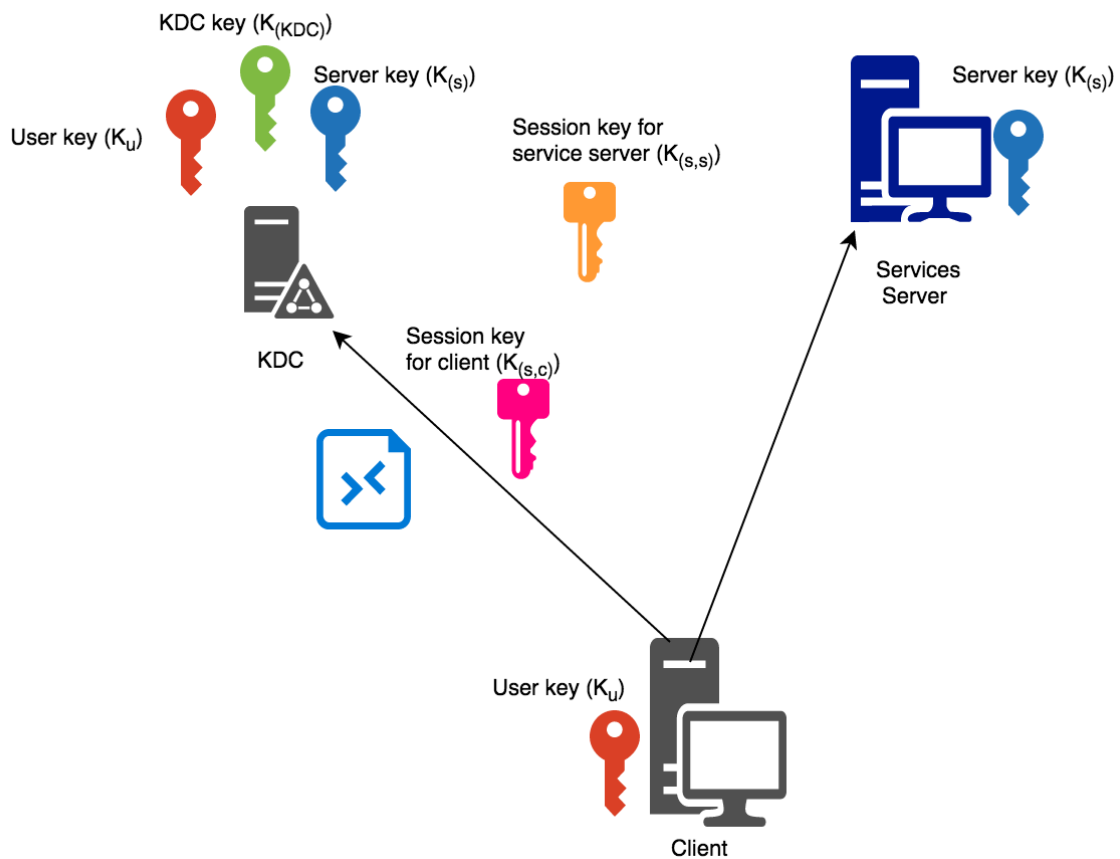 KDC key (K(KDC))
Server key (K(s))
User key (Ku)
Session key for
service server (K(s,s))
Server key (K(s))
Services
Server
KDC
Session key
for client (K(s,c))
User key (Ku)
Client